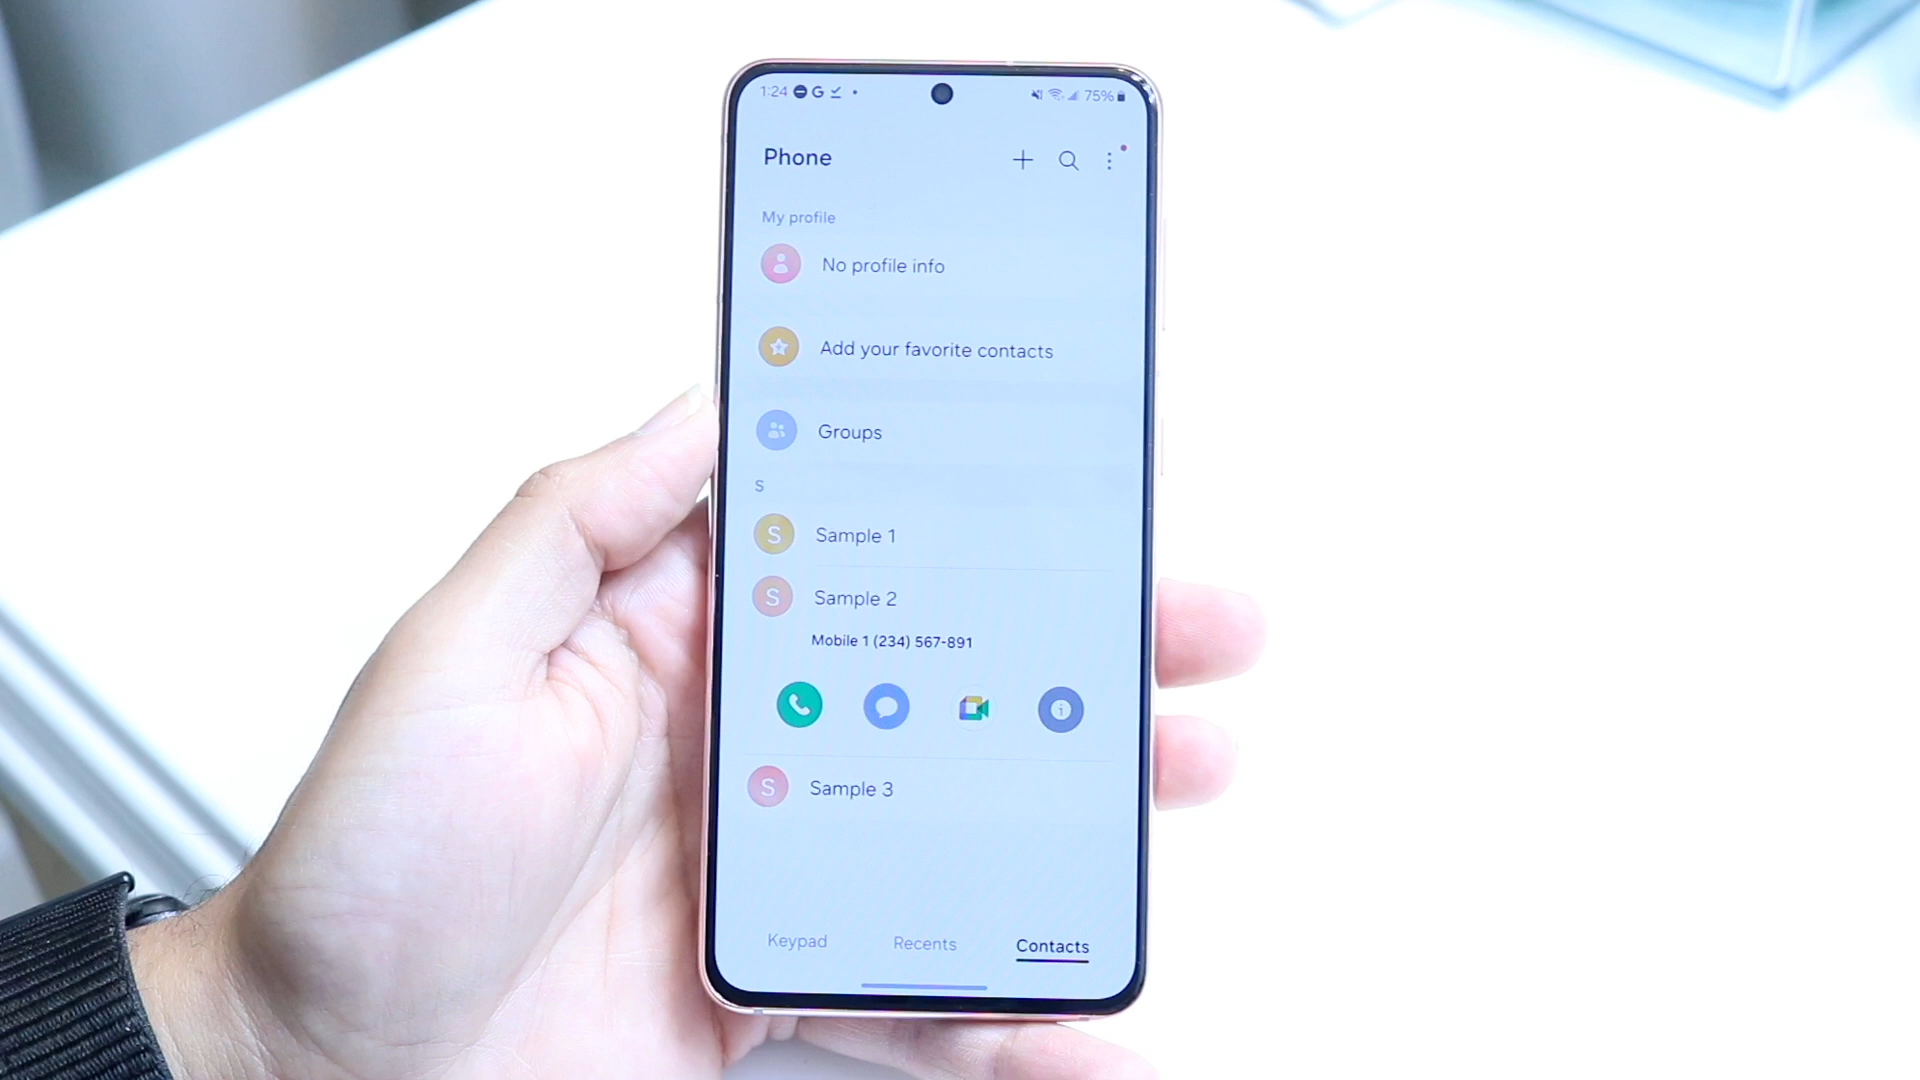 1:24 G 75%
Phone
My profile
No profile info
Add your favorite contacts
Groups
S
S Sample 1
S Sample 2
Mobile 1 (234) 567-891
S Sample 3
Keypad Recents Contacts